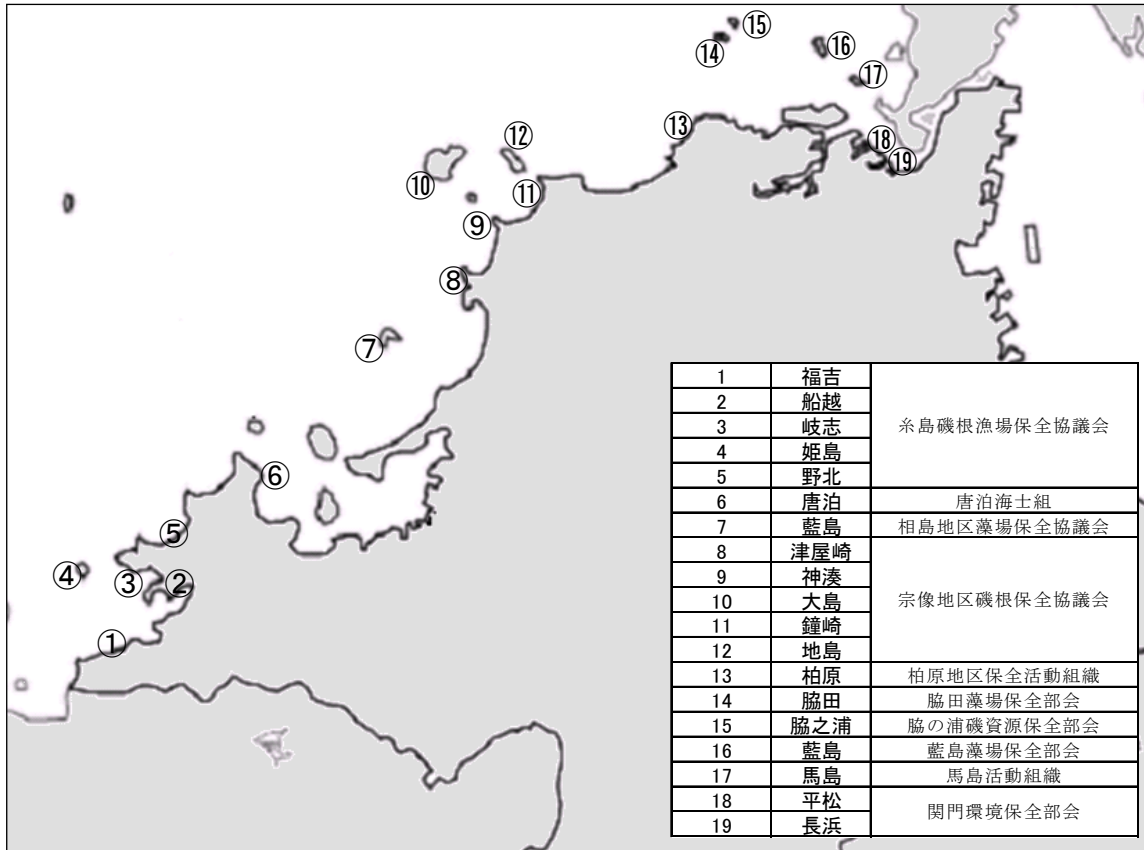 ⑮
⑭
⑯
⑰
⑬
⑱
⑫
⑲
⑩
⑪
⑨
⑧
⑦
⑥
⑤
④
③
②
①
1 福吉 糸島磯根漁場保全協議会
2 船越
3 岐志
4 姫島
5 野北
6 唐泊 唐泊海士組
7 藍島 相島地区藻場保全協議会
8 津屋崎 宗像地区磯根保全協議会
9 神湊
10 大島
11 鐘崎
12 地島
13 柏原 柏原地区保全活動組織
14 脇田 脇田藻場保全部会
15 脇之浦 脇の浦磯資源保全部会
16 藍島 藍島藻場保全部会
17 馬島 馬島活動組織
18 平松 関門環境保全部会
19 長浜